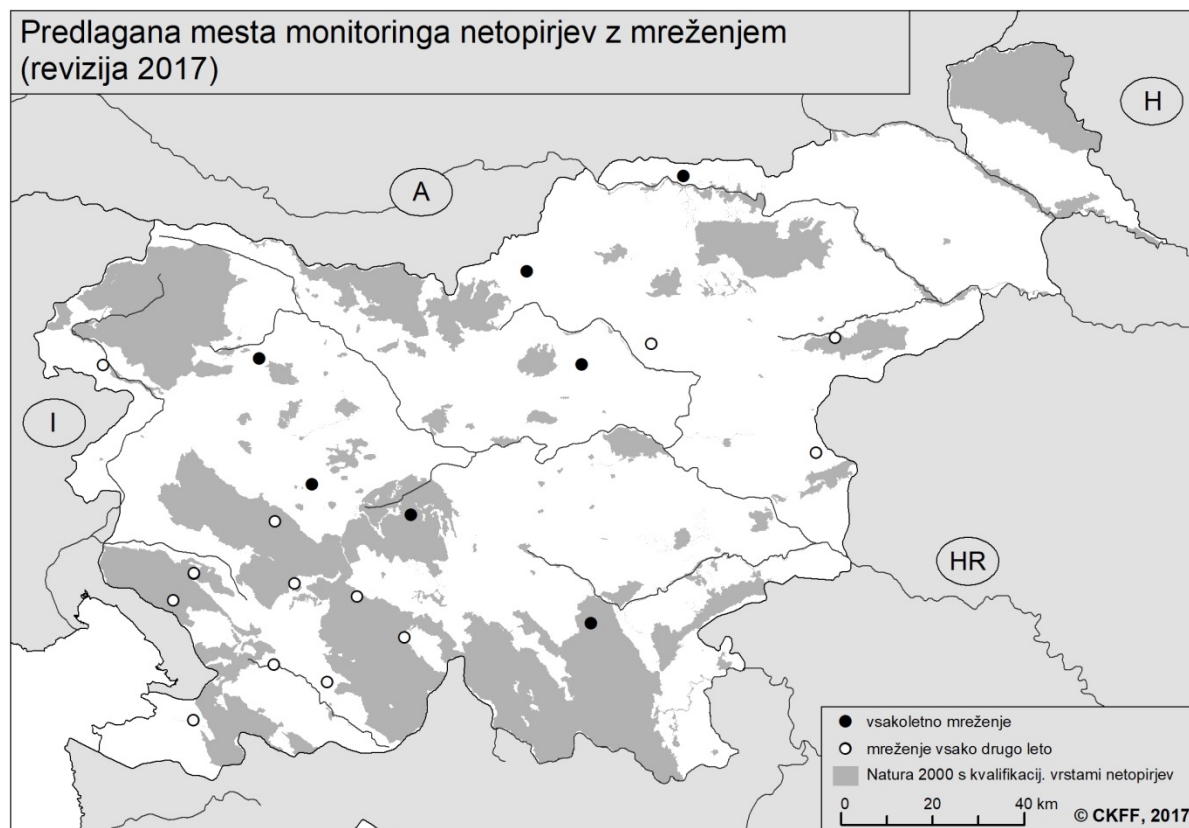 Predlagana mesta monitoringa netopirjev z mreženjem
(revizija 2017)
H
A
I
HR
vsakoletno mreženje
mreženje vsako drugo leto
Natura 2000 s kvalifikacij. vrstami netopirjev
0 20 40 km
© CKFF, 2017